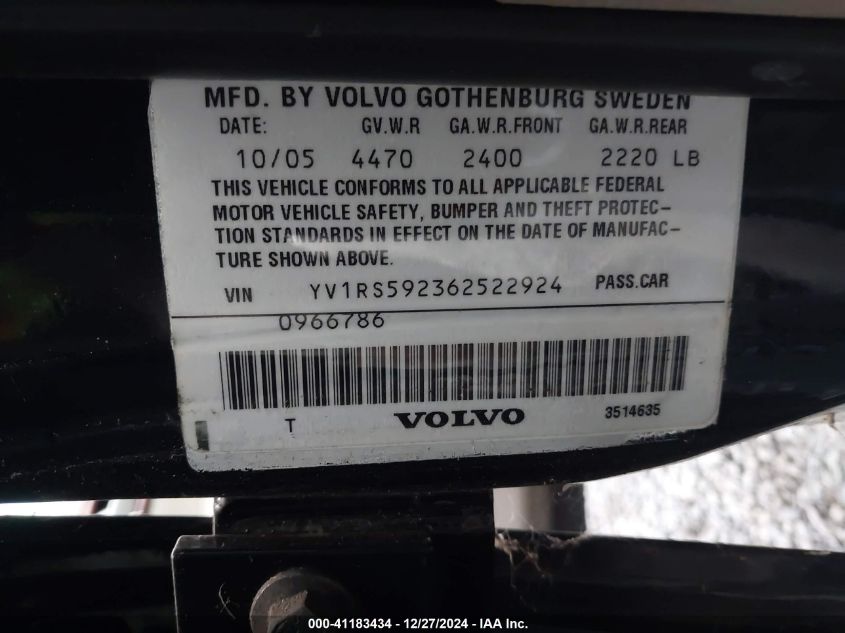 MFD. BY VOLVO GOTHENBURG SWEDEN
DATE: GV.W.R GA.W.R.FRONT GA.W.R.REAR
10/05 4470 2400 2220 LB
THIS VEHICLE CONFORMS TO ALL APPLICABLE FEDERAL
MOTOR VEHICLE SAFETY, BUMPER AND THEFT PROTEC-
TION STANDARDS IN EFFECT ON THE DATE OF MANUFAC-
TURE SHOWN ABOVE.
VIN YV1RS592362522924 PASS.CAR
0966786
T VOLVO 3514635
000-41183434 - 12/27/2024 - IAA Inc.